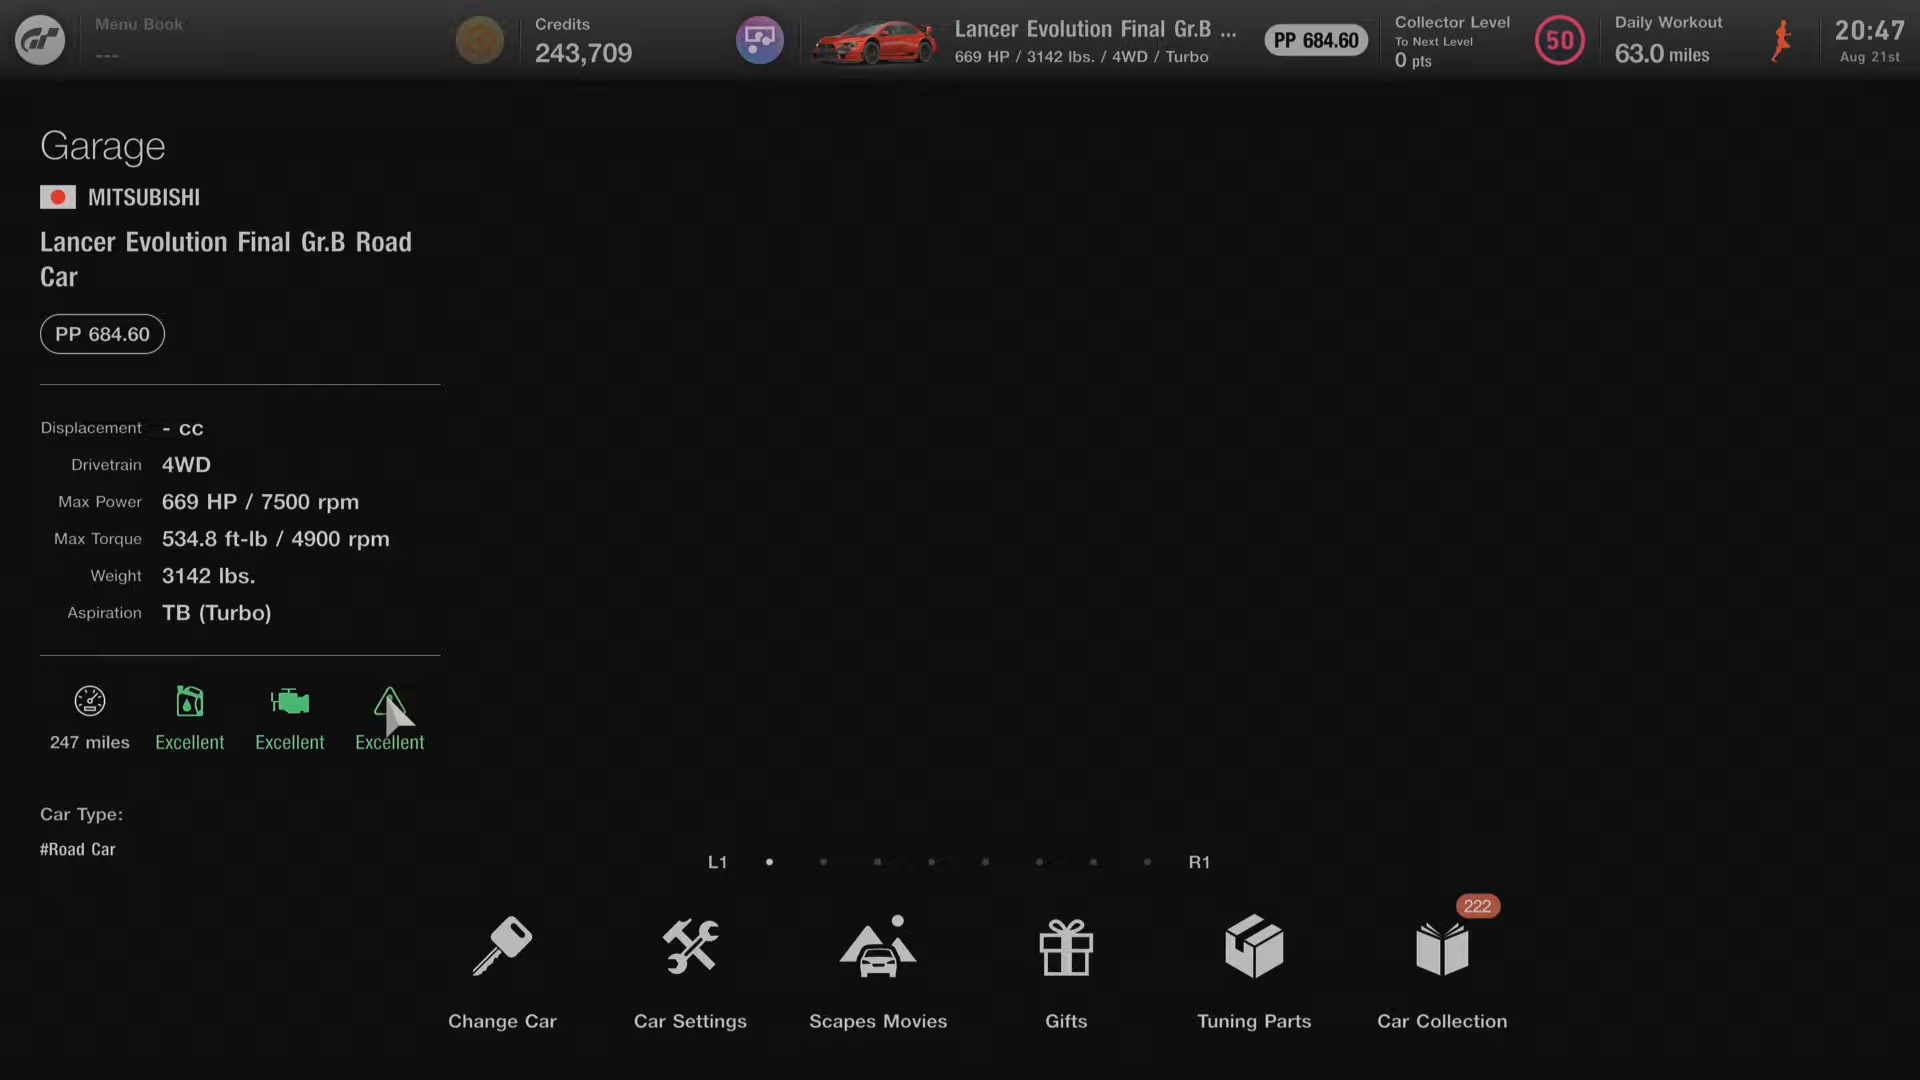 Menu Book
---
Credits
243,709
Lancer Evolution Final Gr.B ...
669 HP / 3142 lbs. / 4WD / Turbo
PP 684.60
Collector Level
To Next Level
0 pts
50
Daily Workout
63.0 miles
20:47
Aug 21st
Garage
MITSUBISHI
Lancer Evolution Final Gr.B Road
Car
PP 684.60
Displacement - cc
Drivetrain 4WD
Max Power 669 HP / 7500 rpm
Max Torque 534.8 ft-lb / 4900 rpm
Weight 3142 lbs.
Aspiration TB (Turbo)
247 miles Excellent Excellent Excellent
Car Type:
#Road Car
L1 R1
222
Change Car Car Settings Scapes Movies Gifts Tuning Parts Car Collection